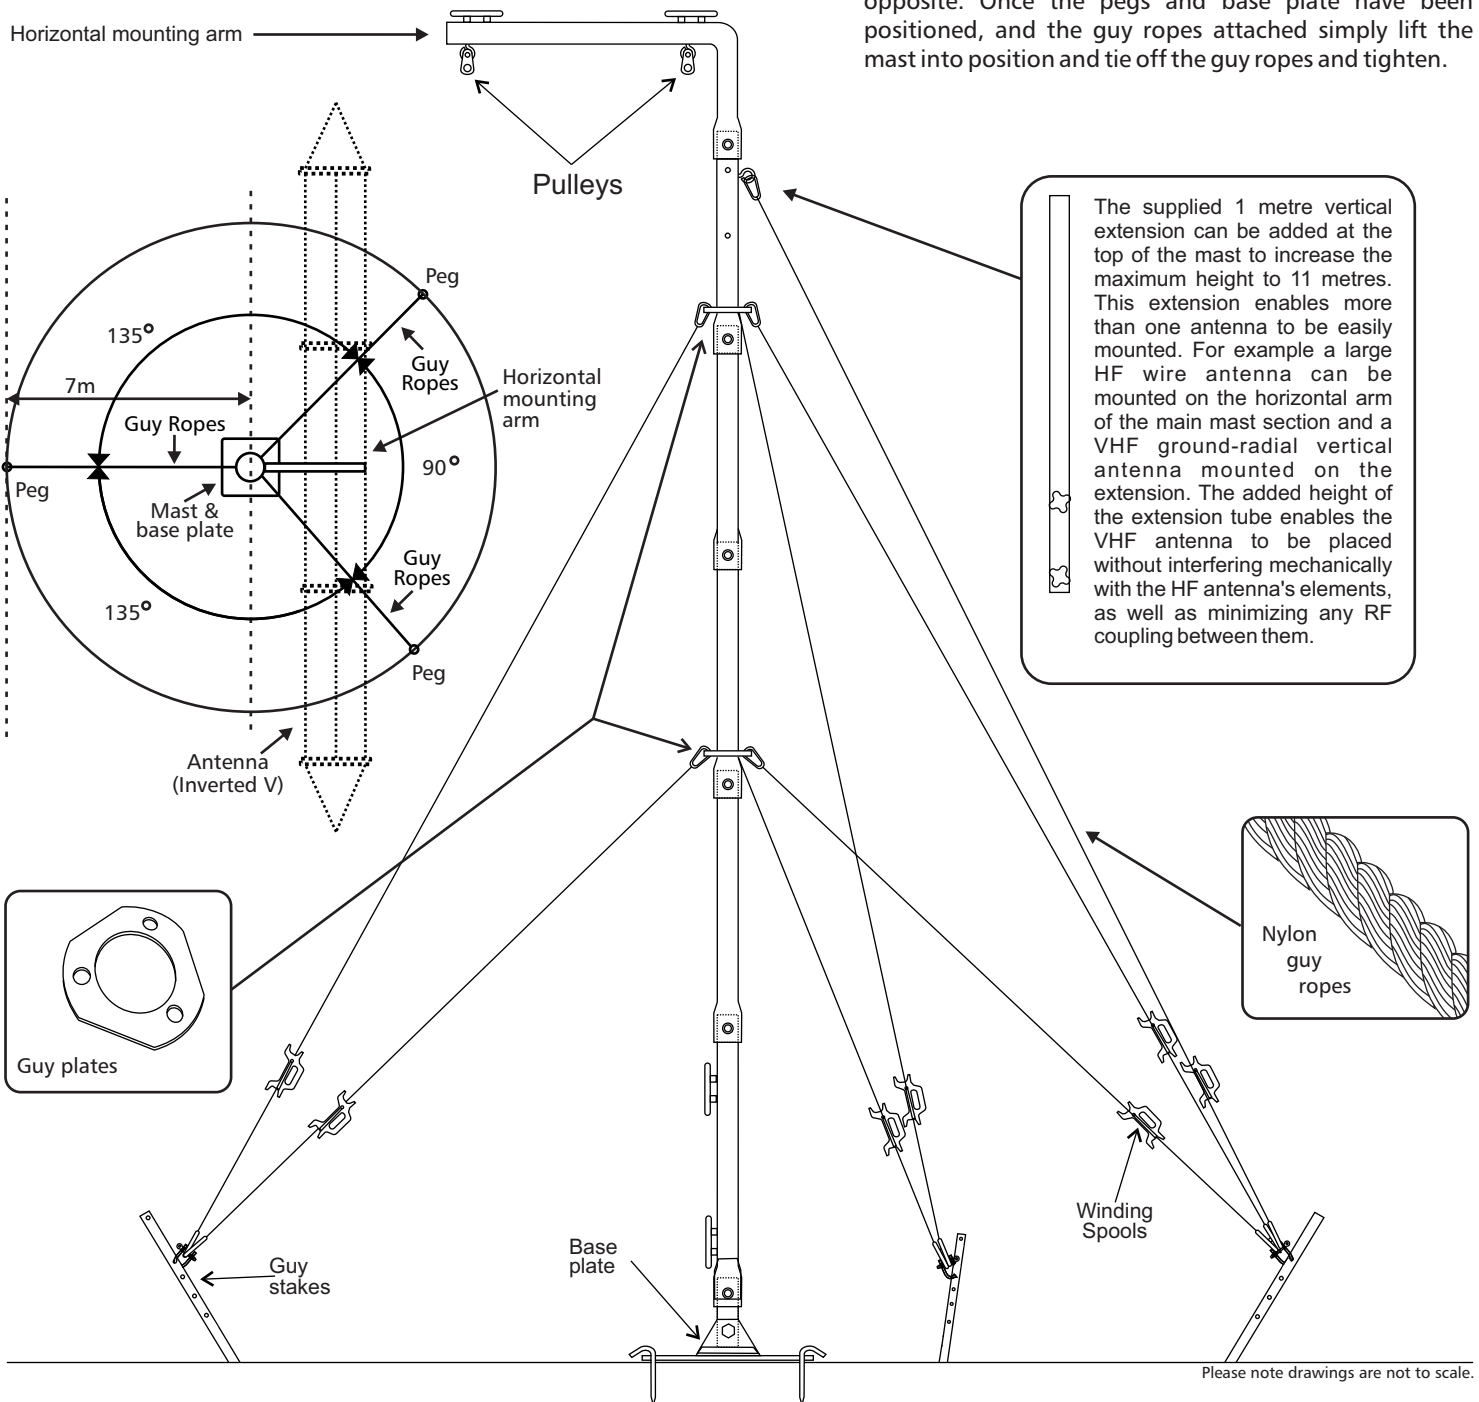 opposite. Once the pegs and base plate have been
positioned, and the guy ropes attached simply lift the
mast into position and tie off the guy ropes and tighten.
Horizontal mounting arm
Pulleys
The supplied 1 metre vertical
extension can be added at the
top of the mast to increase the
maximum height to 11 metres.
This extension enables more
than one antenna to be easily
mounted. For example a large
HF wire antenna can be
mounted on the horizontal arm
of the main mast section and a
VHF ground-radial vertical
antenna mounted on the
extension. The added height of
the extension tube enables the
VHF antenna to be placed
without interfering mechanically
with the HF antenna's elements,
as well as minimizing any RF
coupling between them.
Peg
135°
Guy
Ropes
Horizontal
mounting
arm
7m
Guy Ropes
90°
Peg
Mast &
base plate
Guy
Ropes
135°
Peg
Antenna
(Inverted V)
Nylon
guy
ropes
Guy plates
Winding
Spools
Base
plate
Guy
stakes
Please note drawings are not to scale.